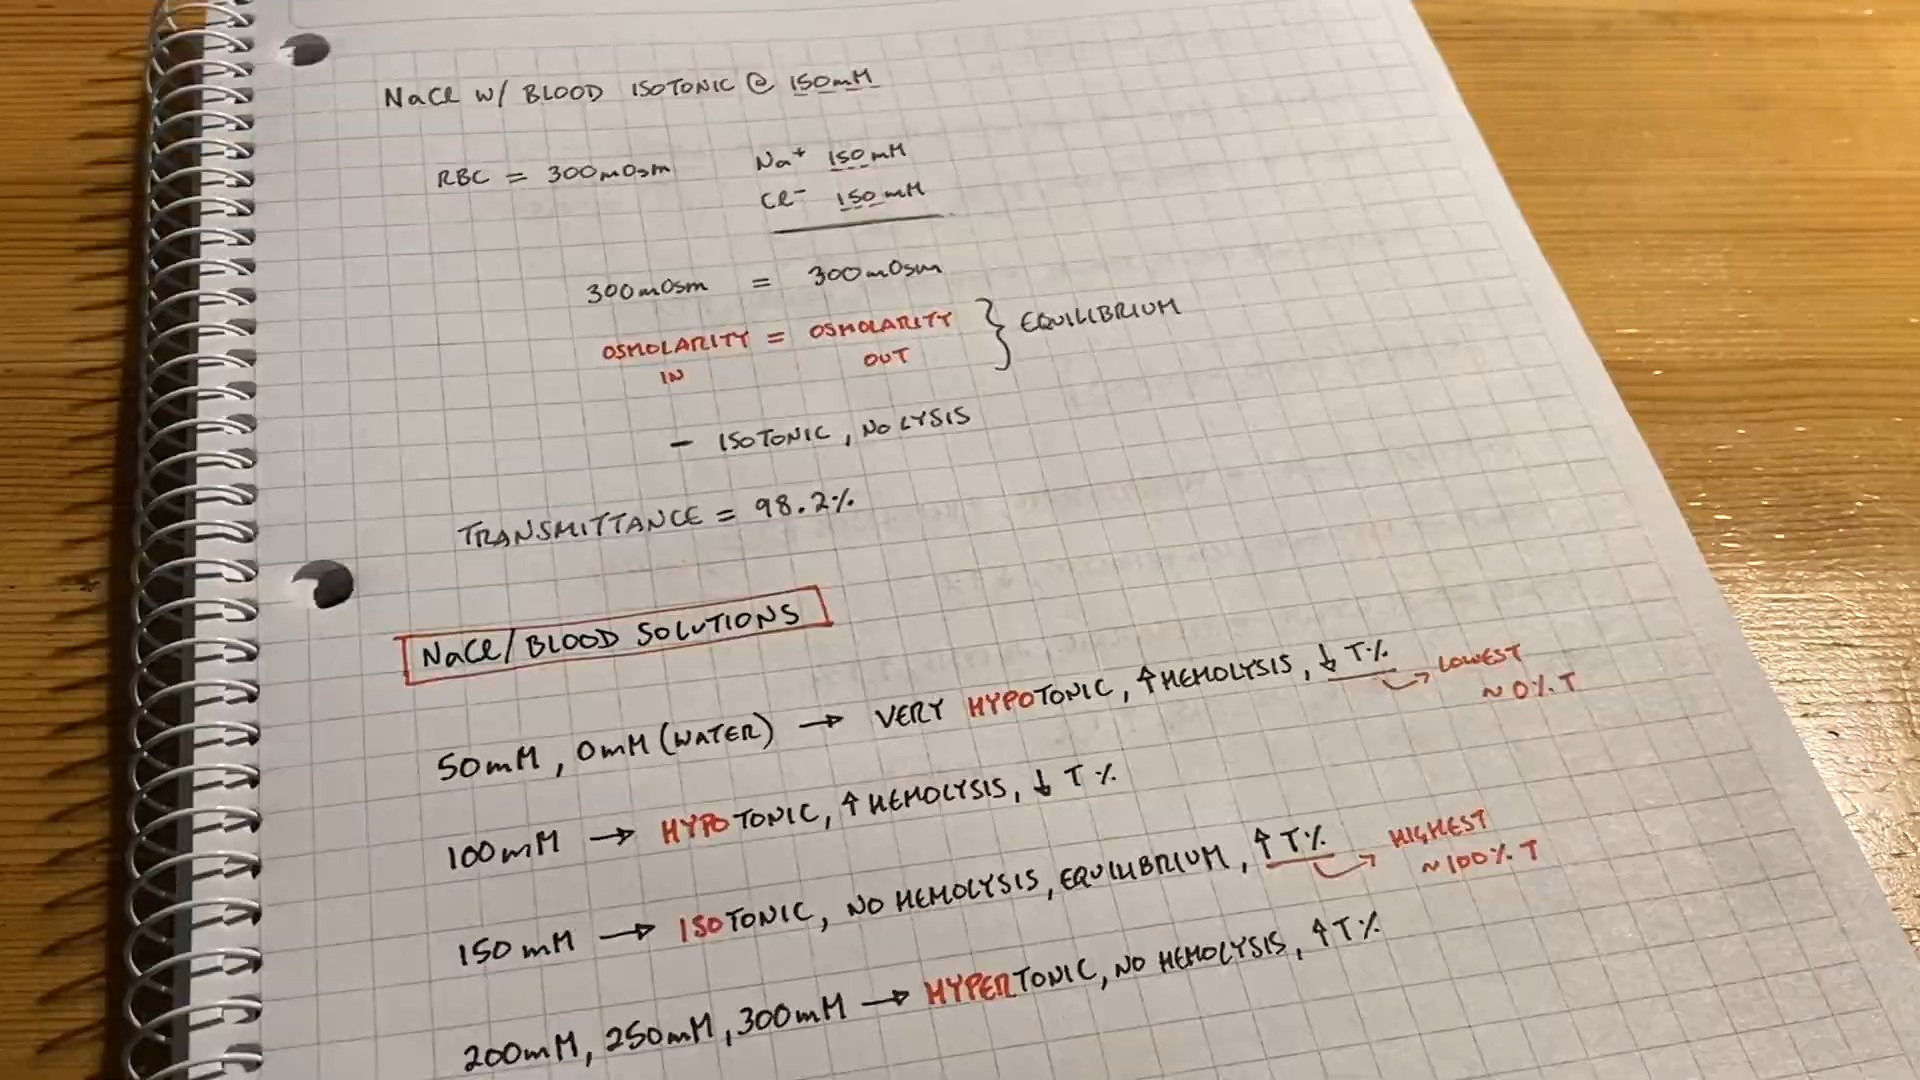 NaCl w/ BLOOD ISOTONIC @ 150mM
RBC = 300mOsm
Na+ 150mM
Cl- 150mM
300mOsm = 300mOsm
OSMOLARITY IN = OSMOLARITY OUT } EQUILIBRIUM
- ISOTONIC, NO LYSIS
TRANSMITTANCE = 98.2%
NaCl/BLOOD SOLUTIONS
50mM, 0mM (WATER) → VERY HYPOTONIC, ↑HEMOLYSIS, ↓T% → LOWEST ~0%T
100mM → HYPOTONIC, ↑HEMOLYSIS, ↓T%
150mM → ISOTONIC, NO HEMOLYSIS, EQUILIBRIUM, ↑T% → HIGHEST ~100%T
200mM, 250mM, 300mM → HYPERTONIC, NO HEMOLYSIS, ↑T%